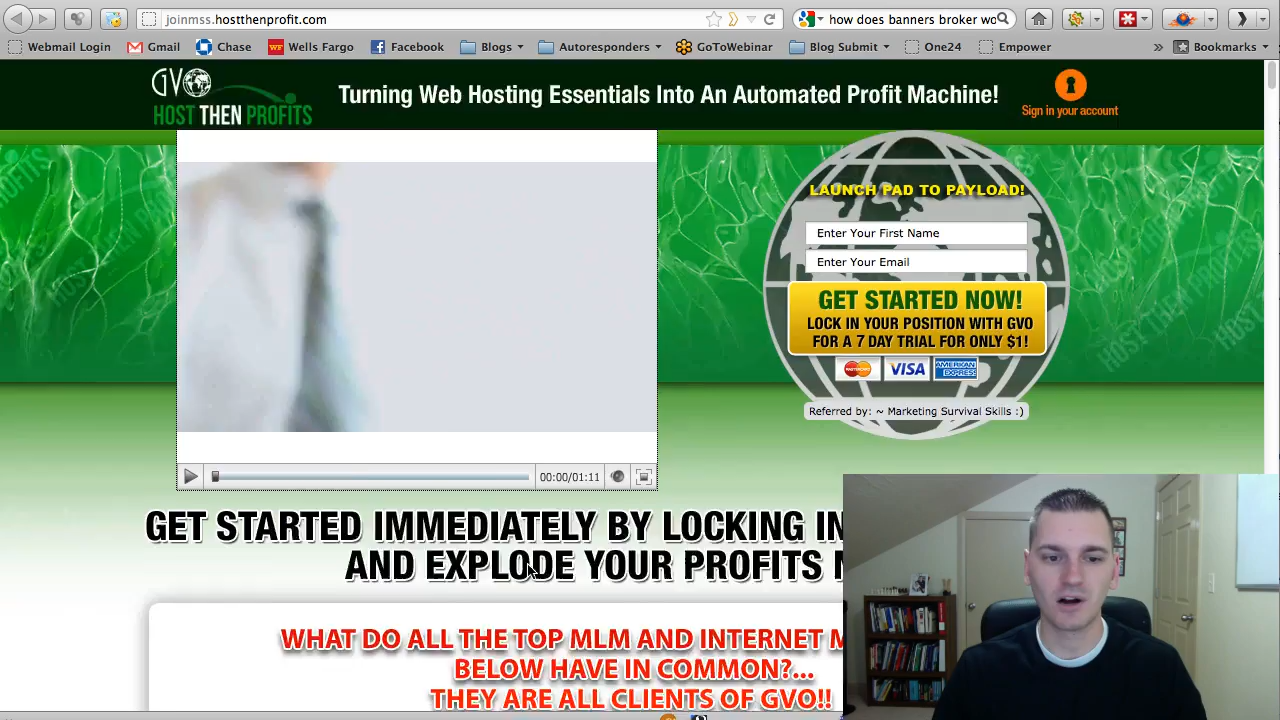 joinmss.hostthenprofit.com
how does banners broker wo
Webmail Login
Gmail
Chase
Wells Fargo
Facebook
Blogs
Autoresponders
GoToWebinar
Blog Submit
One24
Empower
»
Bookmarks
GVO
HOST THEN PROFITS
Turning Web Hosting Essentials Into An Automated Profit Machine!
Sign in your account
LAUNCH PAD TO PAYLOAD!
Enter Your First Name
Enter Your Email
GET STARTED NOW!
LOCK IN YOUR POSITION WITH GVO
FOR A 7 DAY TRIAL FOR ONLY $1!
MasterCard
VISA
AMERICAN EXPRESS
Referred by: ~ Marketing Survival Skills :)
00:00/01:11
GET STARTED IMMEDIATELY BY LOCKING IN
AND EXPLODE YOUR PROFITS
WHAT DO ALL THE TOP MLM AND INTERNET
BELOW HAVE IN COMMON?...
THEY ARE ALL CLIENTS OF GVO!!